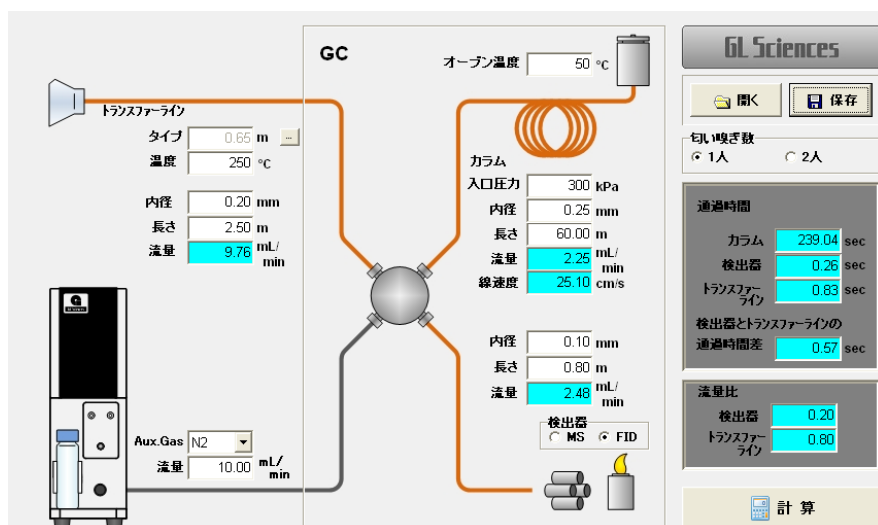 GL Sciences
GC
オーブン温度 50 ℃
開く 保存
トランスファーライン
タイプ 0.65 m ...
温度 250 ℃
内径 0.20 mm
長さ 2.50 m
流量 9.76 mL/min
カラム
入口圧力 300 kPa
内径 0.25 mm
長さ 60.00 m
流量 2.25 mL/min
線速度 25.10 cm/s
匂い嗅ぎ数
1人 2人
通過時間
カラム 239.04 sec
検出器 0.26 sec
トランスファーライン 0.83 sec
検出器とトランスファーラインの
通過時間差 0.57 sec
内径 0.10 mm
長さ 0.80 m
流量 2.48 mL/min
検出器
MS FID
流量比
検出器 0.20
トランスファーライン 0.80
Aux.Gas N2
流量 10.00 mL/min
計 算